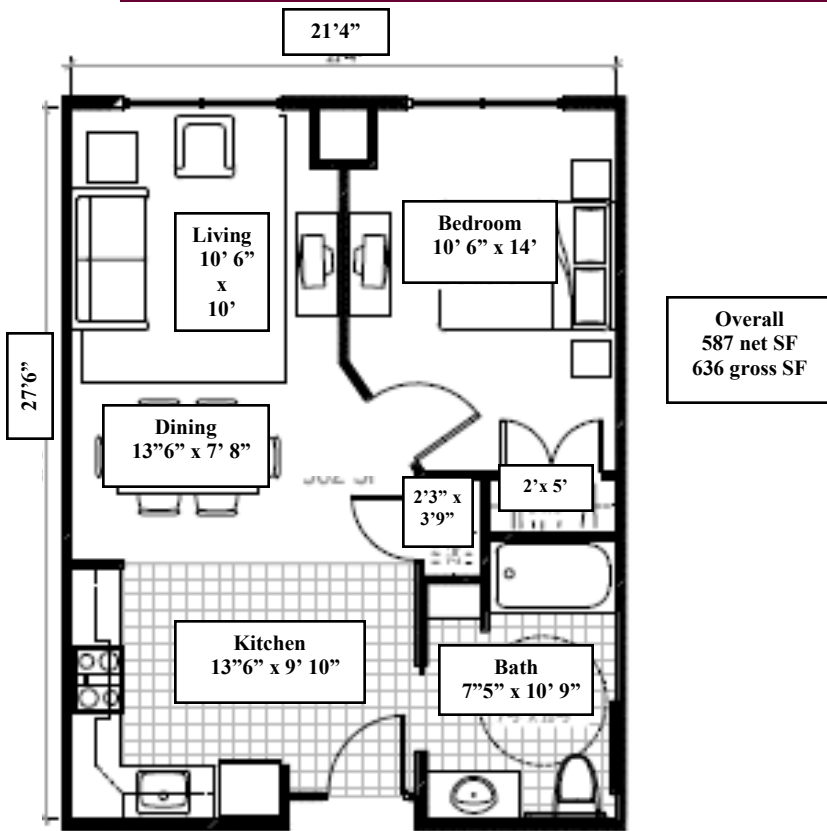 21'4”
Living
10' 6”
x
10'
Bedroom
10' 6” x 14'
Overall
587 net SF
636 gross SF
27'6”
Dining
13”6” x 7' 8”
2'3” x
3'9”
2'x 5'
Kitchen
13”6” x 9' 10”
Bath
7”5” x 10' 9”